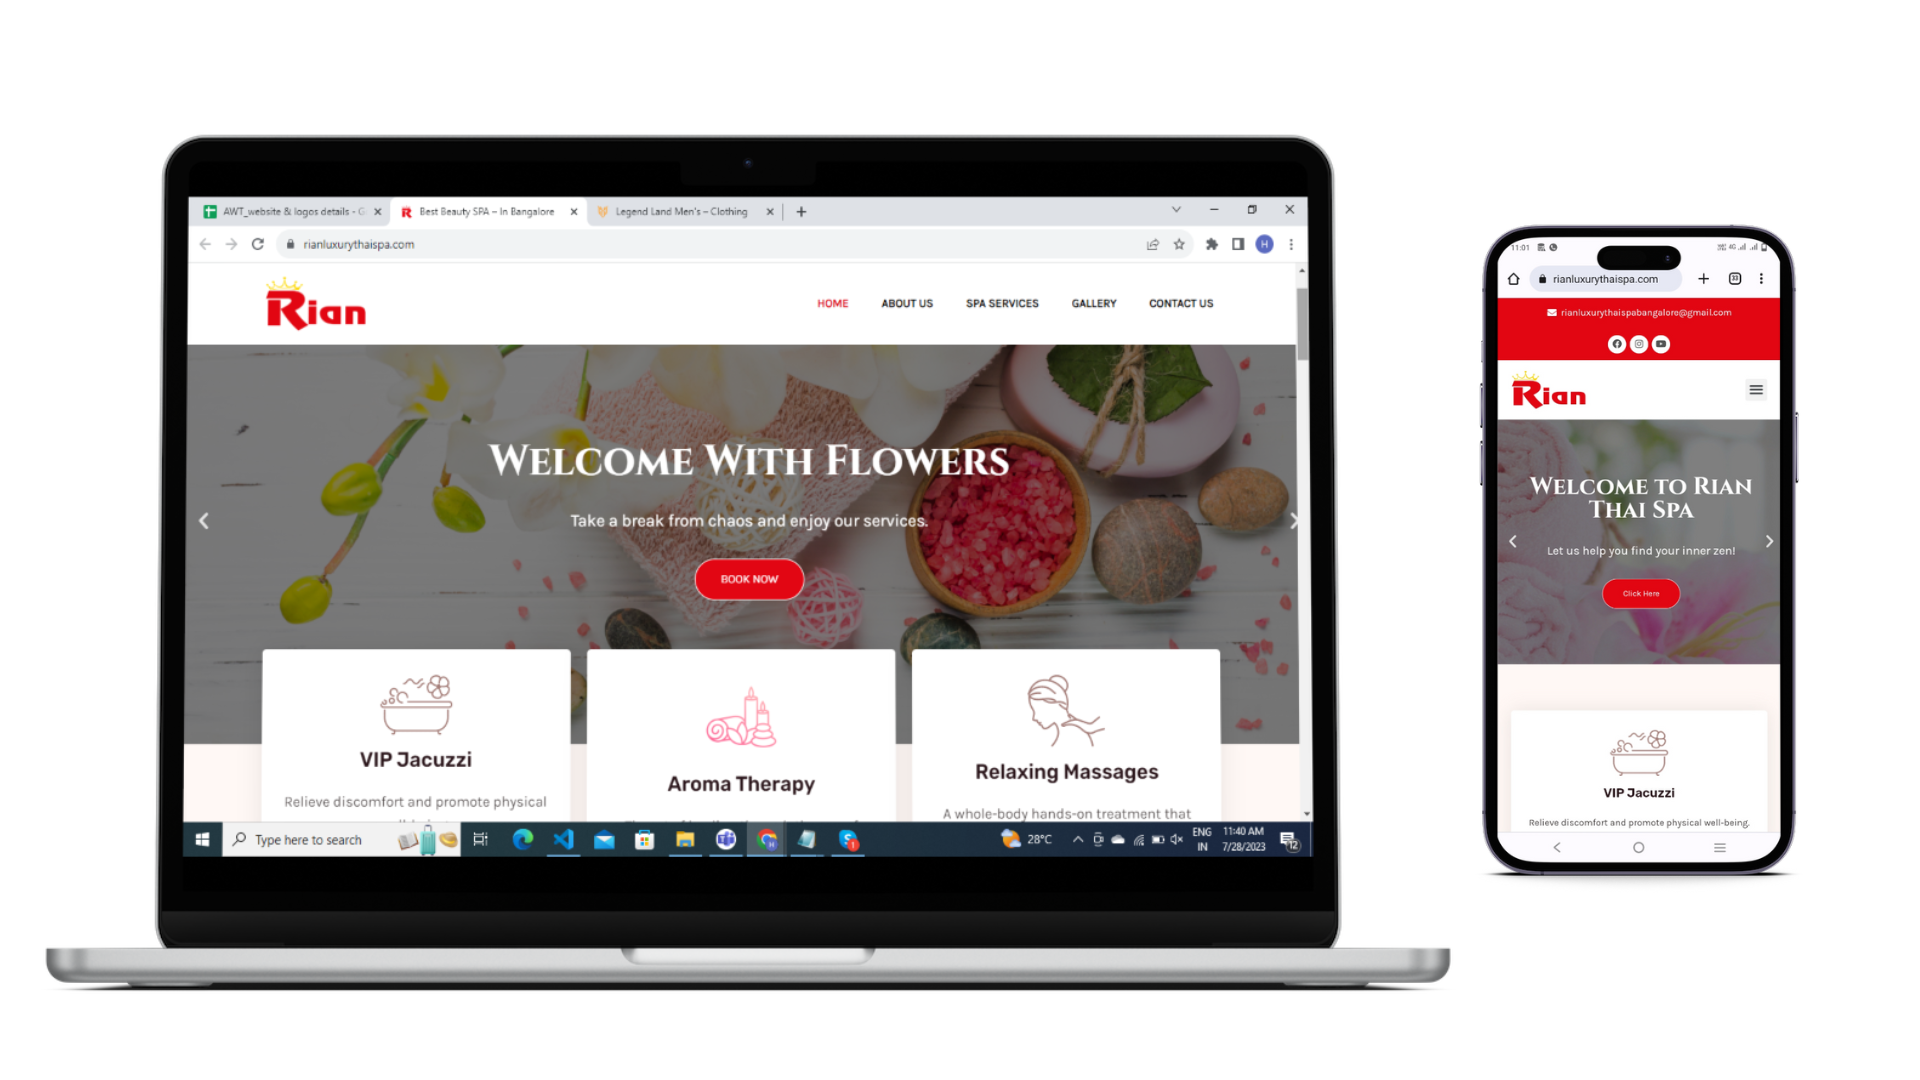 AWT_website & logos details - G
Best Beauty SPA – In Bangalore
Legend Land Men's – Clothing
rianluxurythaispa.com
H
Rian
HOME
ABOUT US
SPA SERVICES
GALLERY
CONTACT US
Welcome With Flowers
Take a break from chaos and enjoy our services.
BOOK NOW
VIP Jacuzzi
Relieve discomfort and promote physical
Aroma Therapy
Relaxing Massages
A whole-body hands-on treatment that
Type here to search
28°C
ENG
IN
11:40 AM
7/28/2023
12
11:01
4G
rianluxurythaispa.com
33
rianluxurythaispabangalore@gmail.com
Rian
Welcome to Rian
Thai Spa
Let us help you find your inner zen!
Click Here
VIP Jacuzzi
Relieve discomfort and promote physical well-being.